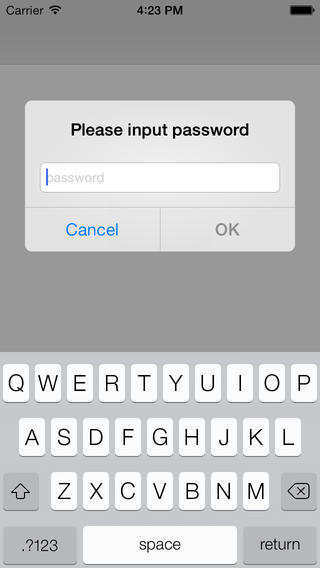 Carrier 4:23 PM
Please input password
password
Cancel OK
Q W E R T Y U I O P
A S D F G H J K L
Z X C V B N M
.?123 space return